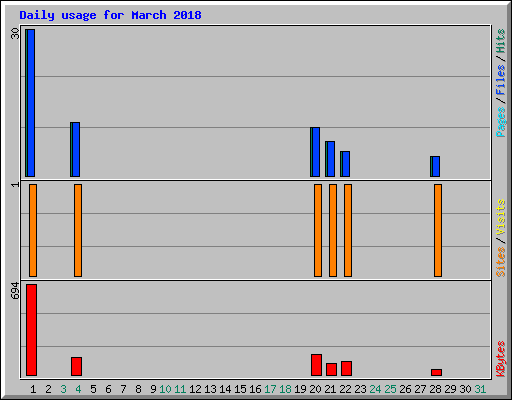 Daily usage for March 2018
30
Pages / Files / Hits
1
Sites / Visits
694
KBytes
1 2 3 4 5 6 7 8 9 10 11 12 13 14 15 16 17 18 19 20 21 22 23 24 25 26 27 28 29 30 31